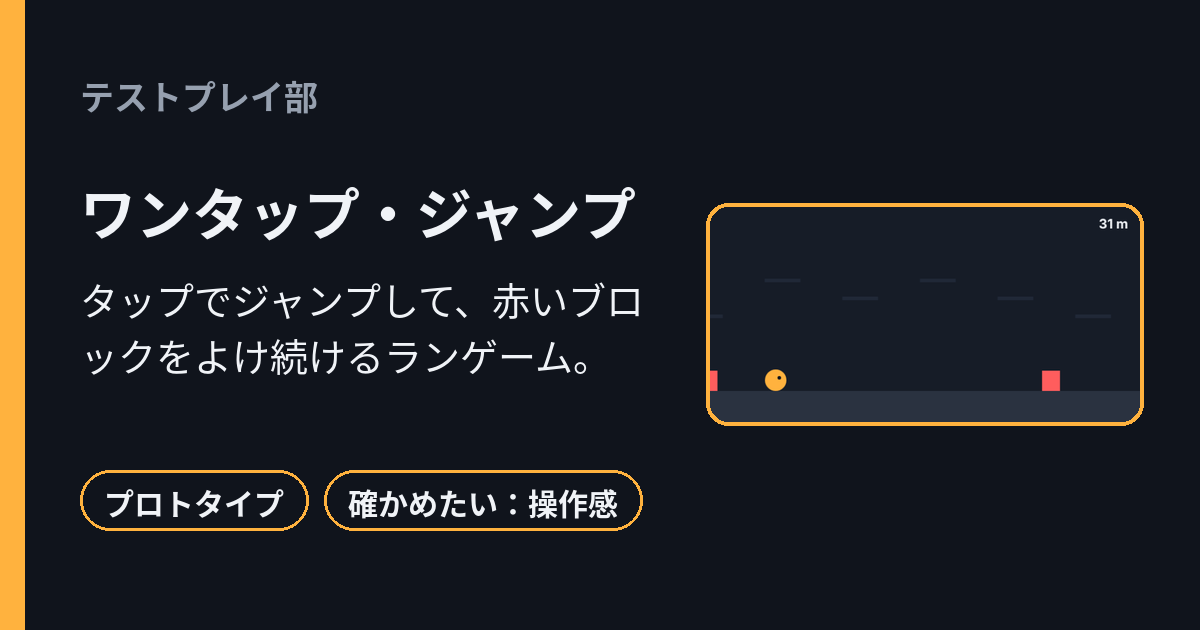 テストプレイ部
ワンタップ・ジャンプ
タップでジャンプして、赤いブロ
ックをよけ続けるランゲーム。
31 m
プロトタイプ
確かめたい：操作感